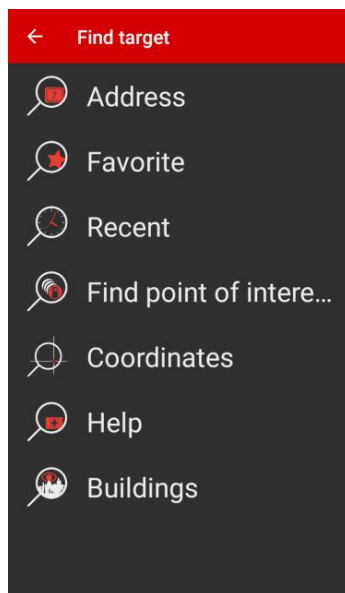 Find target
Address
Favorite
Recent
Find point of intere...
Coordinates
Help
Buildings